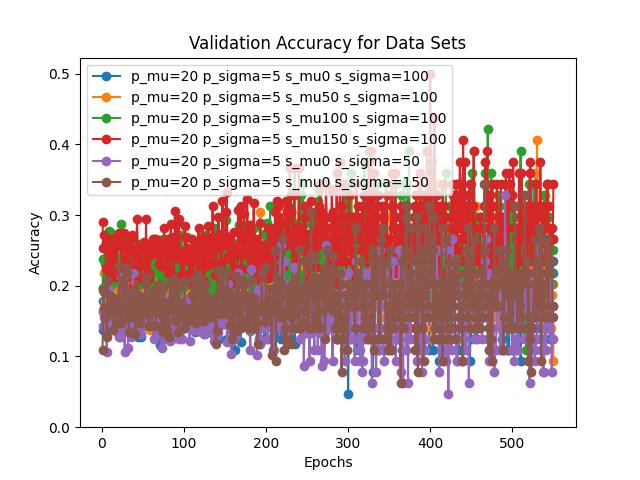 Validation Accuracy for Data Sets
p_mu=20 p_sigma=5 s_mu0 s_sigma=100
p_mu=20 p_sigma=5 s_mu50 s_sigma=100
p_mu=20 p_sigma=5 s_mu100 s_sigma=100
p_mu=20 p_sigma=5 s_mu150 s_sigma=100
p_mu=20 p_sigma=5 s_mu0 s_sigma=50
p_mu=20 p_sigma=5 s_mu0 s_sigma=150
Accuracy
0.5
0.4
0.3
0.2
0.1
0.0
0 100 200 300 400 500
Epochs